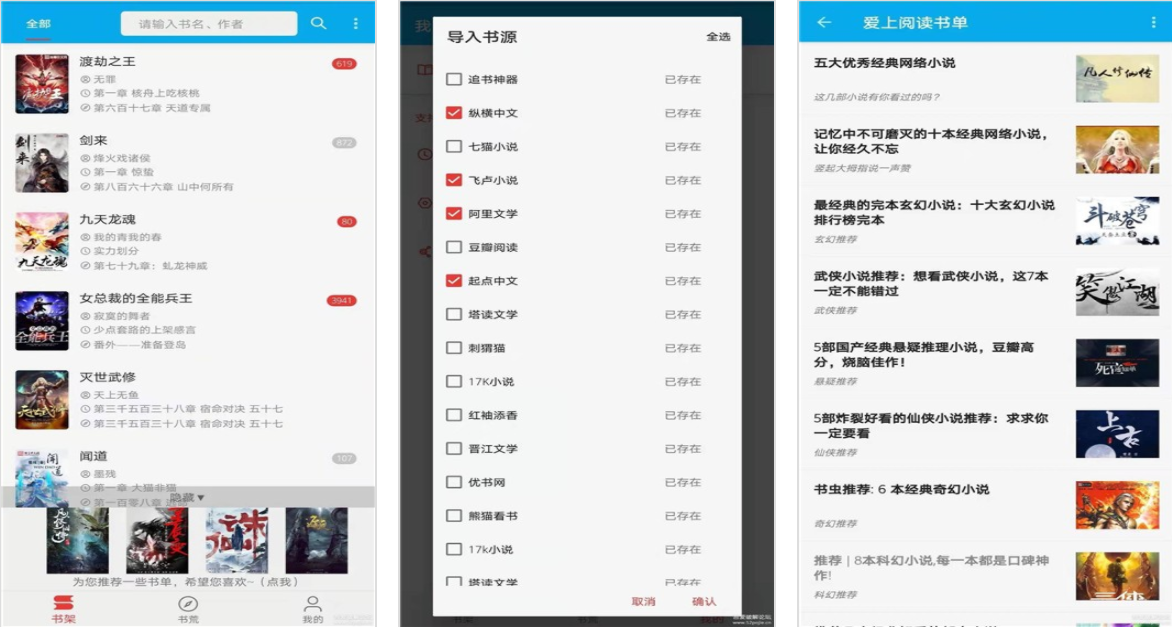 全部
请输入书名、作者
渡劫之王
619
无罪
第一章 核舟上吃核桃
第六百十七章 天道专属
剑来
872
烽火戏诸侯
第一章 惊蛰
第八百六十六章 山中何所有
九天龙魂
80
我的青我的春
实力划分
第七十九章：虬龙神威
九天龙魂
女总裁的全能兵王
3941
寂寞的舞者
少点套路的上架感言
番外——准备登岛
全能兵王
灭世武修
天上无鱼
第三千五百三十八章 宿命对决 五十七
第三千五百三十八章 宿命对决 五十七
闻道
107
墨残
第一章 大猫非猫
隐藏▼
为您推荐一些书单，希望您喜欢~（点我）
书架
书荒
我的
导入书源
全选
追书神器 已存在
纵横中文 已存在
七猫小说 已存在
飞卢小说 已存在
阿里文学 已存在
豆瓣阅读 已存在
起点中文 已存在
塔读文学 已存在
刺猬猫 已存在
17K小说 已存在
红袖添香 已存在
晋江文学 已存在
优书网 已存在
熊猫看书 已存在
17k小说 已存在
塔读文学 已存在
取消
确认
www.52pojie.cn
爱上阅读书单
五大优秀经典网络小说
这几部小说有你看过的吗？
凡人修仙传
记忆中不可磨灭的十本经典网络小说，
让你经久不忘
竖起大拇指说一声赞
最经典的完本玄幻小说：十大玄幻小说
排行榜完本
玄幻推荐
斗破苍穹
武侠小说推荐：想看武侠小说，这7本
一定不能错过
武侠推荐
笑傲江湖
5部国产经典悬疑推理小说，豆瓣高
分，烧脑佳作！
悬疑推荐
死亡通知单
5部炸裂好看的仙侠小说推荐：求求你
一定要看
仙侠推荐
上古
书虫推荐: 6 本经典奇幻小说
奇幻推荐
推荐 | 8本科幻小说,每一本都是口碑神
作!
科幻推荐